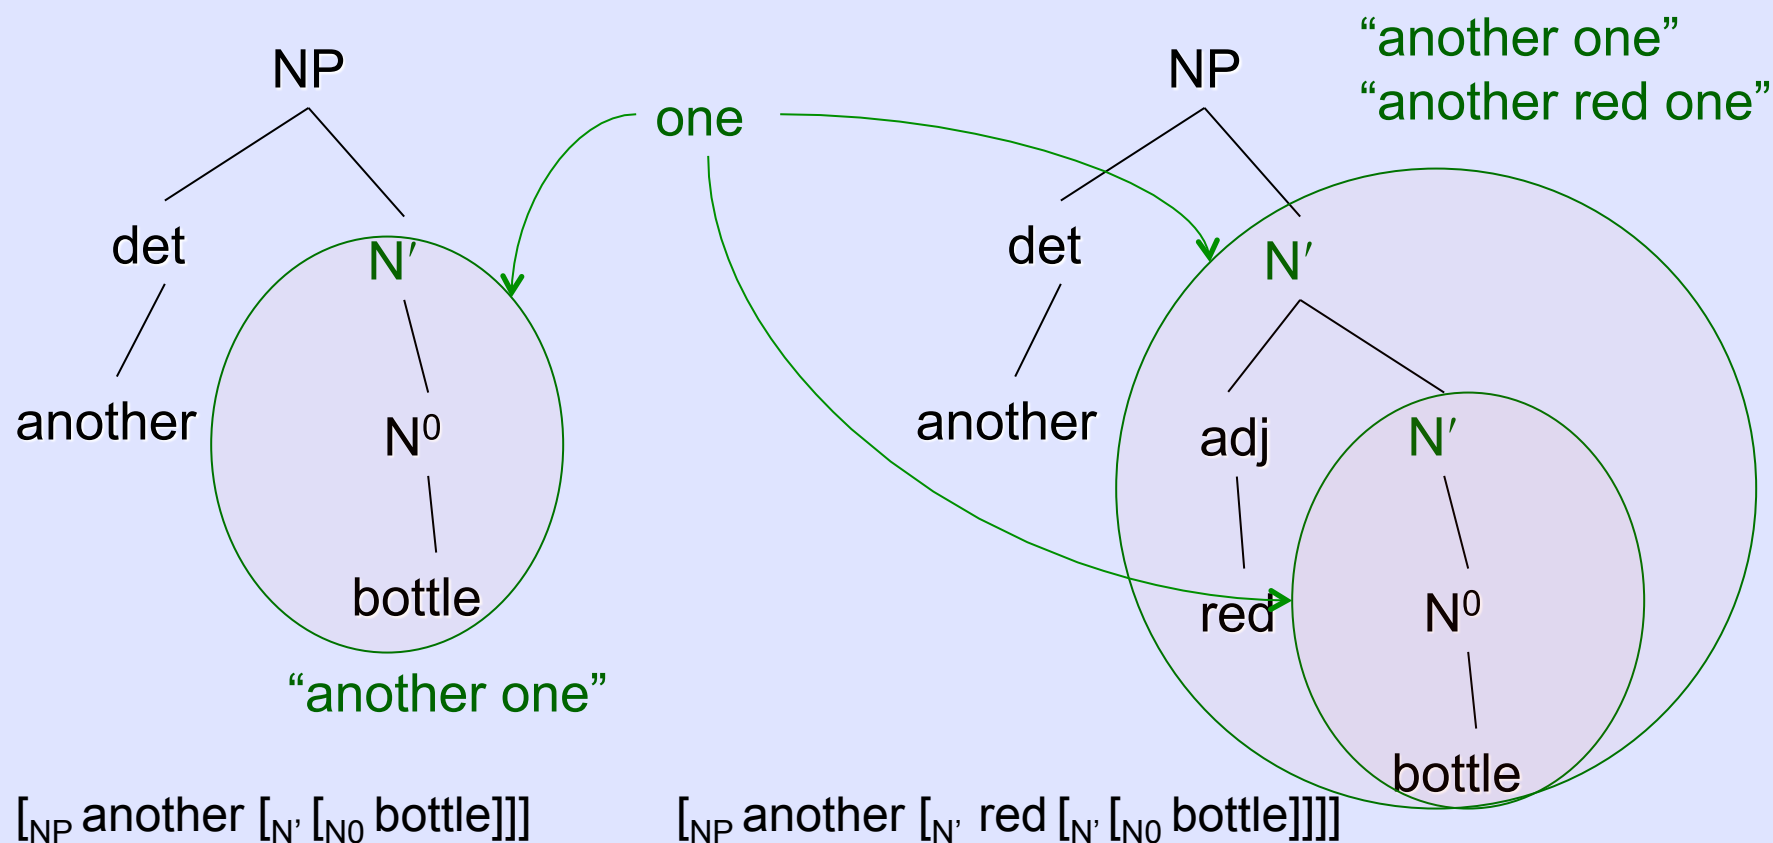 “another one”
“another red one”
NP
one
NP
det
N′
det
N′
another
N⁰
another
adj
N′
bottle
red
N⁰
“another one”
bottle
[NP another [N’ [N0 bottle]]]
[NP another [N’ red [N’ [N0 bottle]]]]